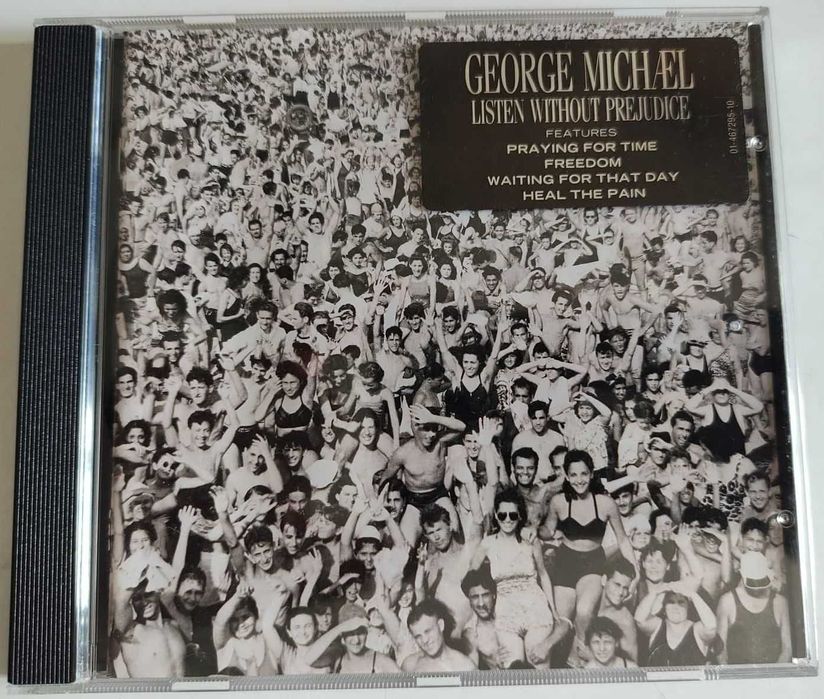 GEORGE MICHÆL
LISTEN WITHOUT PREJUDICE
FEATURES
PRAYING FOR TIME
FREEDOM
WAITING FOR THAT DAY
HEAL THE PAIN
01-467295-10